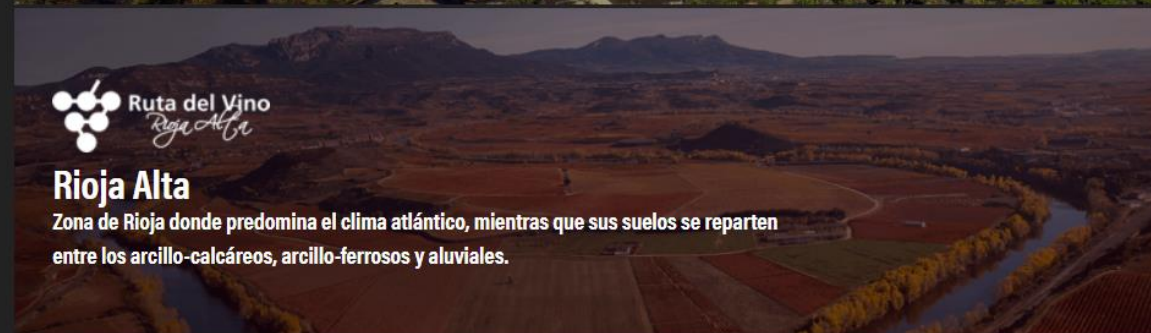 Ruta del Vino
Rioja Alta
Rioja Alta
Zona de Rioja donde predomina el clima atlántico, mientras que sus suelos se reparten
entre los arcillo-calcáreos, arcillo-ferrosos y aluviales.